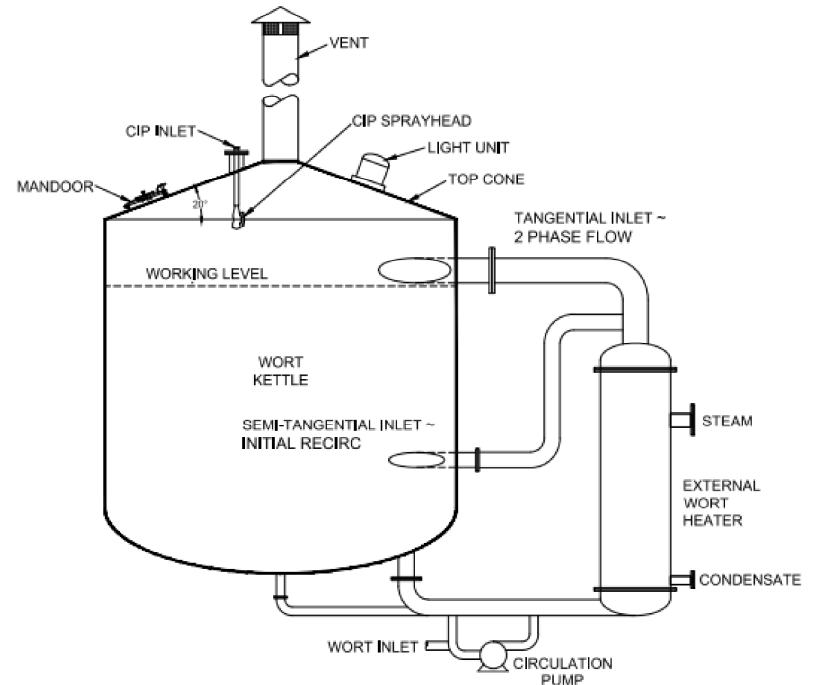 VENT
CIP SPRAYHEAD
CIP INLET
LIGHT UNIT
MANDOOR
TOP CONE
20°
TANGENTIAL INLET ~
2 PHASE FLOW
WORKING LEVEL
WORT
KETTLE
SEMI-TANGENTIAL INLET ~
INITIAL RECIRC
STEAM
EXTERNAL
WORT
HEATER
CONDENSATE
WORT INLET
CIRCULATION
PUMP